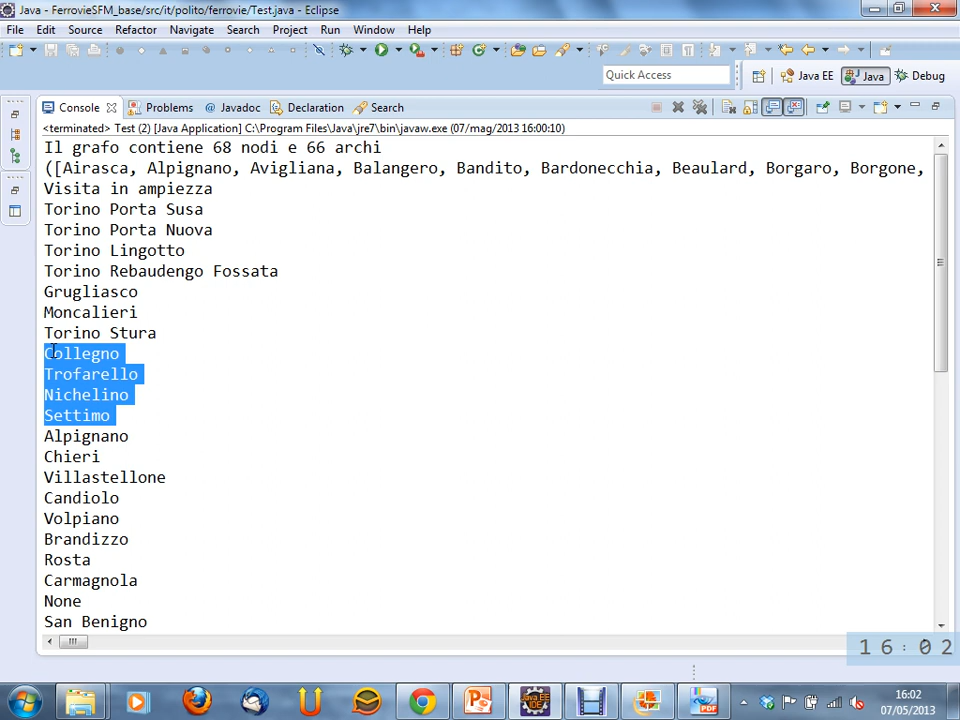 Java - FerrovieSFM_base/src/it/polito/ferrovie/Test.java - Eclipse
File Edit Source Refactor Navigate Search Project Run Window Help
Quick Access
Java EE Java Debug
Console Problems @ Javadoc Declaration Search
<terminated> Test (2) [Java Application] C:\Program Files\Java\jre7\bin\javaw.exe (07/mag/2013 16:00:10)
Il grafo contiene 68 nodi e 66 archi
([Airasca, Alpignano, Avigliana, Balangero, Bandito, Bardonecchia, Beaulard, Borgaro, Borgone,
Visita in ampiezza
Torino Porta Susa
Torino Porta Nuova
Torino Lingotto
Torino Rebaudengo Fossata
Grugliasco
Moncalieri
Torino Stura
Collegno
Trofarello
Nichelino
Settimo
Alpignano
Chieri
Villastellone
Candiolo
Volpiano
Brandizzo
Rosta
Carmagnola
None
San Benigno
16:02
Java EE IDE
PDF
16:02
07/05/2013